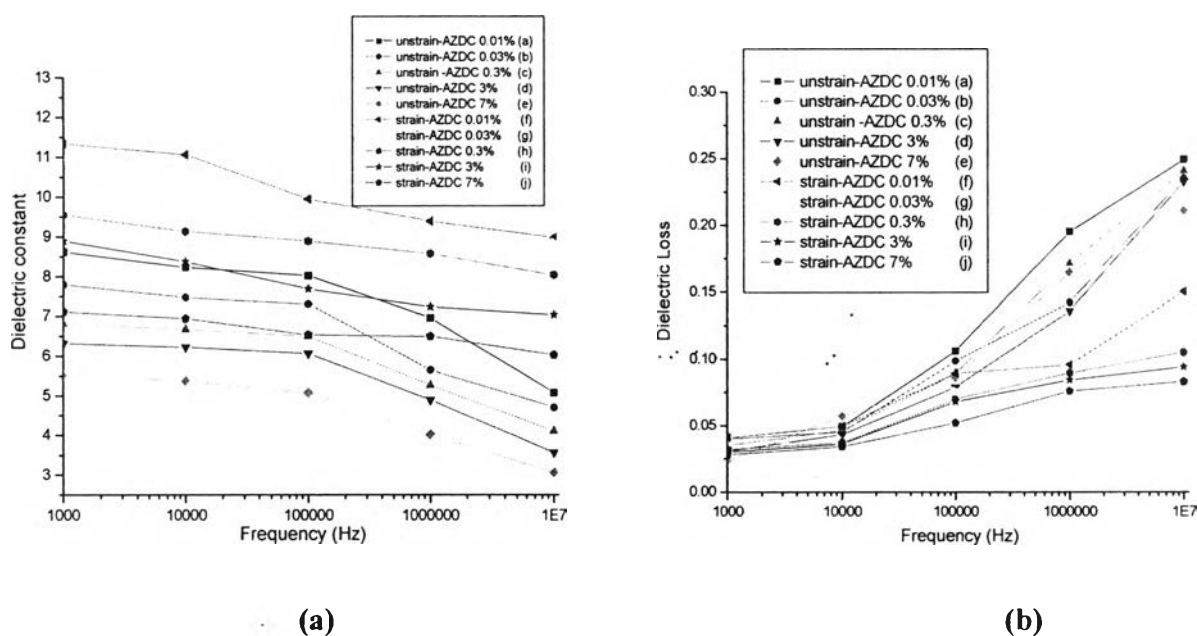 unstrain-AZDC 0.01% (a)
unstrain-AZDC 0.03% (b)
unstrain -AZDC 0.3% (c)
unstrain-AZDC 3% (d)
unstrain-AZDC 7% (e)
strain-AZDC 0.01% (f)
strain-AZDC 0.03% (g)
strain-AZDC 0.3% (h)
strain-AZDC 3% (i)
strain-AZDC 7% (j)
13
12
11
10
9
8
7
6
5
4
3
Dielectric constant
1000 10000 100000 1000000 1E7
Frequency (Hz)
(a)
unstrain-AZDC 0.01% (a)
unstrain-AZDC 0.03% (b)
unstrain -AZDC 0.3% (c)
unstrain-AZDC 3% (d)
unstrain-AZDC 7% (e)
strain-AZDC 0.01% (f)
strain-AZDC 0.03% (g)
strain-AZDC 0.3% (h)
strain-AZDC 3% (i)
strain-AZDC 7% (j)
0.30
0.25
0.20
0.15
0.10
0.05
0.00
Dielectric Loss
1000 10000 100000 1000000 1E7
Frequency (Hz)
(b)